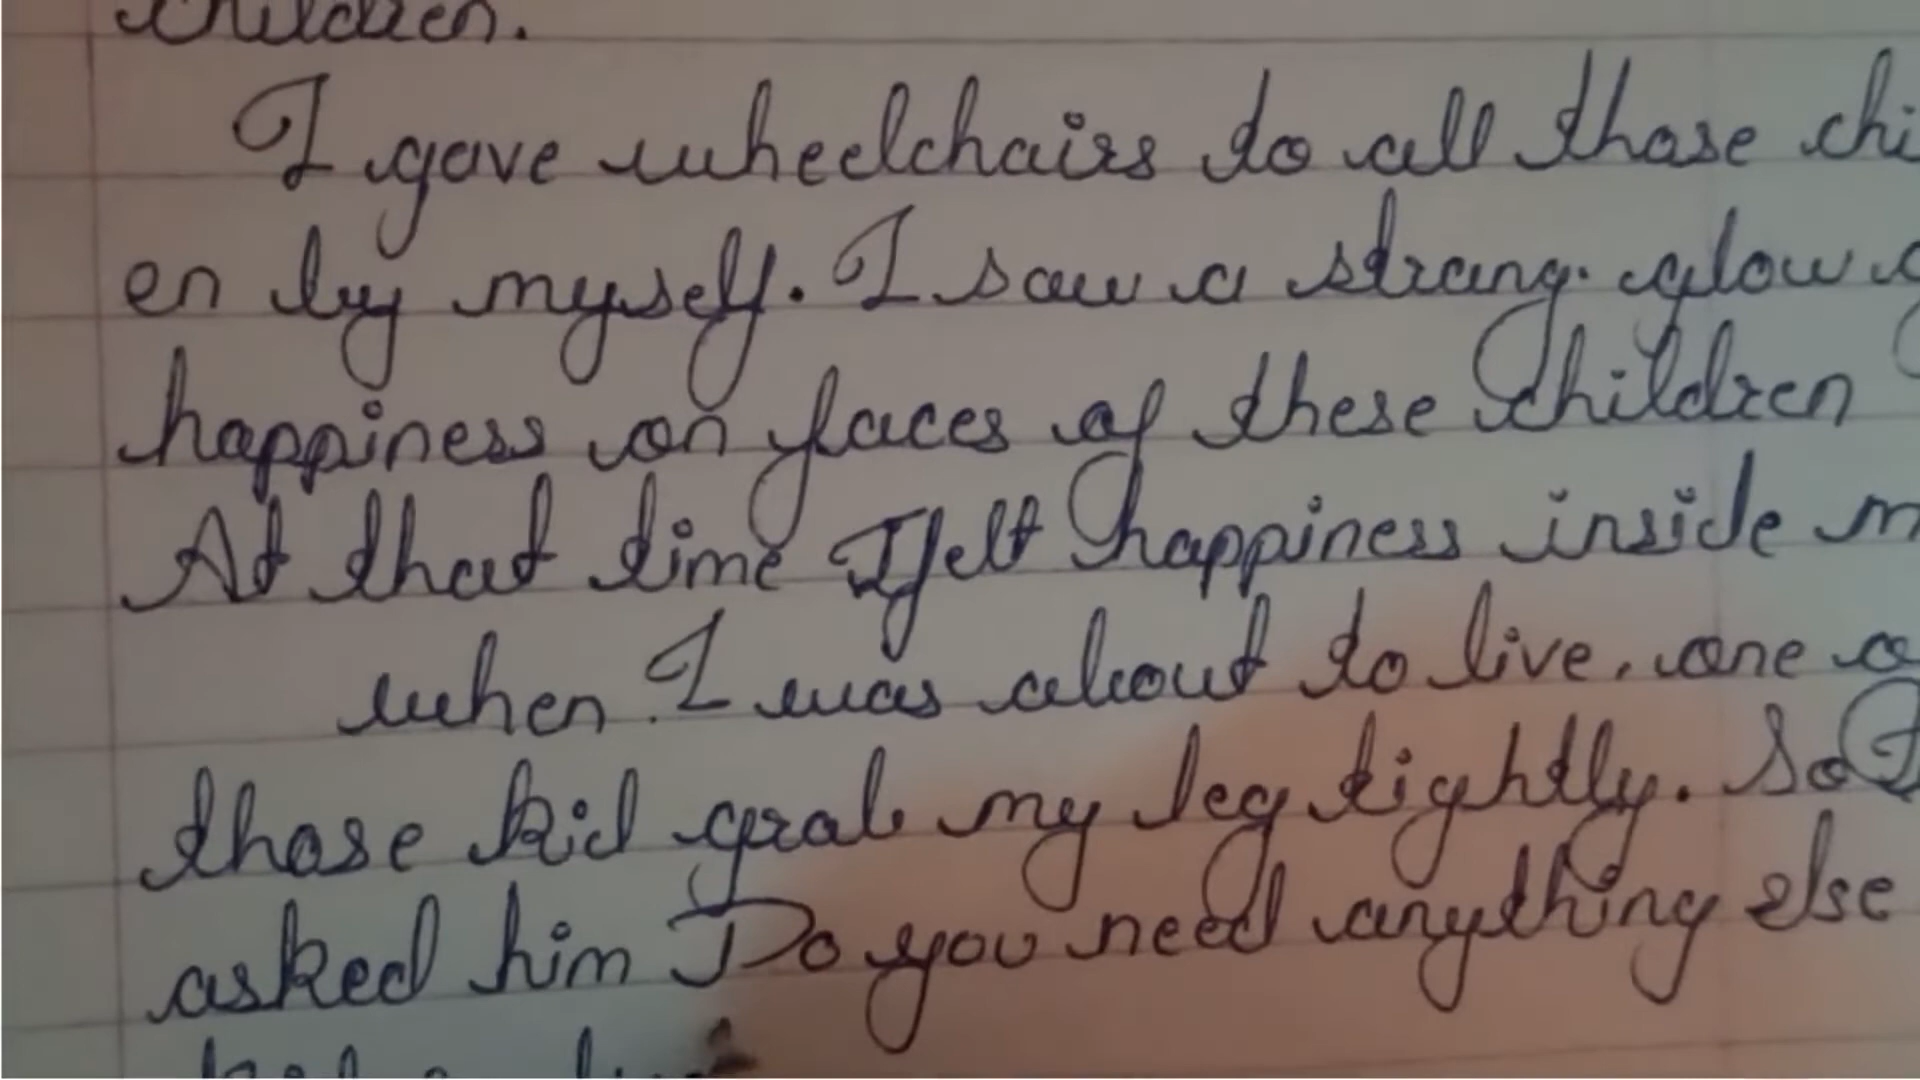 children.
I gave wheelchairs to all those chi
en by myself. I saw a strang. glow
happiness on faces of these children
At that time I felt happiness inside m
when I was about to live, one o
those kid grab my leg tightly. So I
asked him Do you need anything else